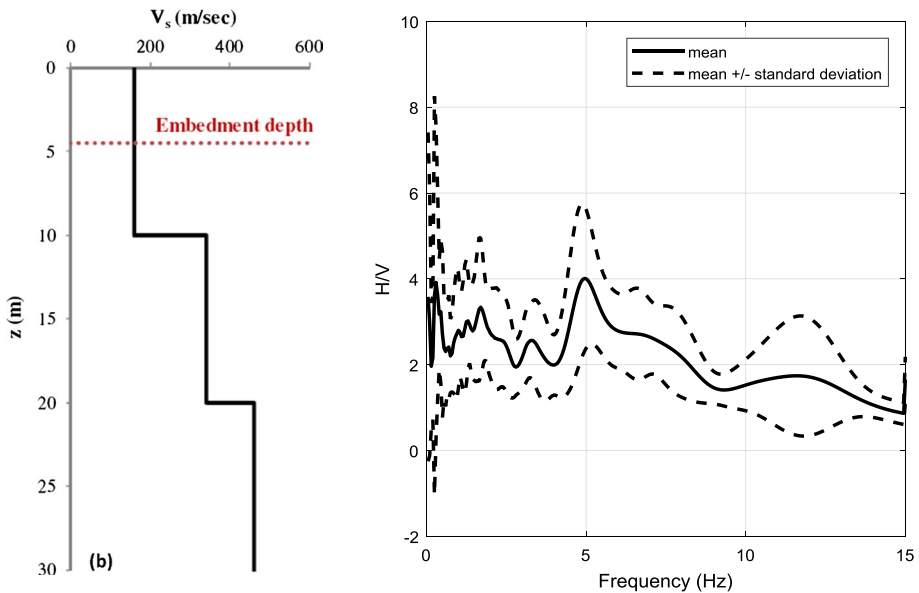 Vs (m/sec)
0 200 400 600
0
Embedment depth
5
10
15
20
25
30
z (m)
(b)
10
8
6
4
2
0
-2
H/V
mean
mean +/- standard deviation
0 5 10 15
Frequency (Hz)